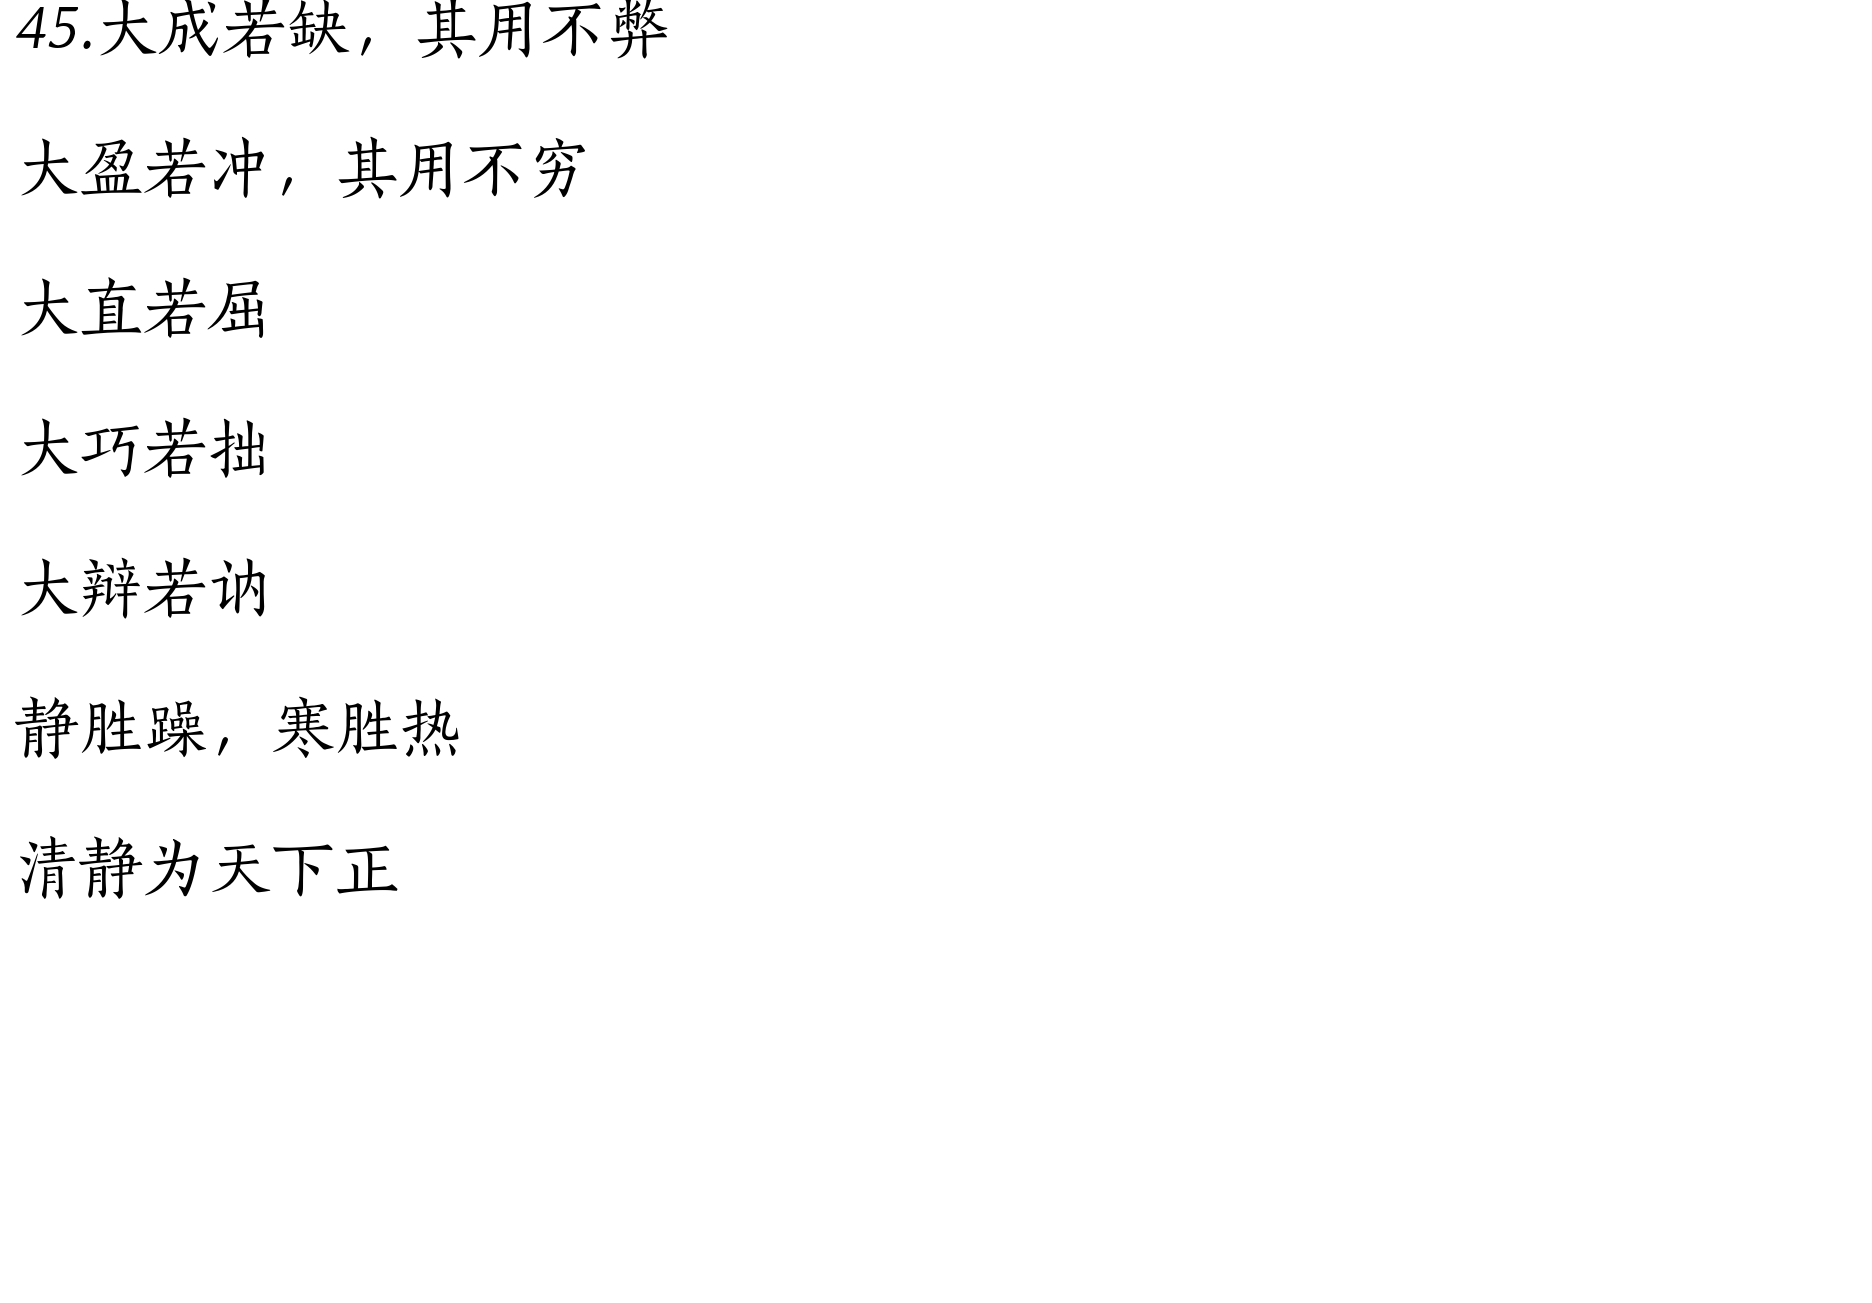 45.大成若缺，其用不弊
大盈若冲，其用不穷
大直若屈
大巧若拙
大辩若讷
静胜躁，寒胜热
清静为天下正